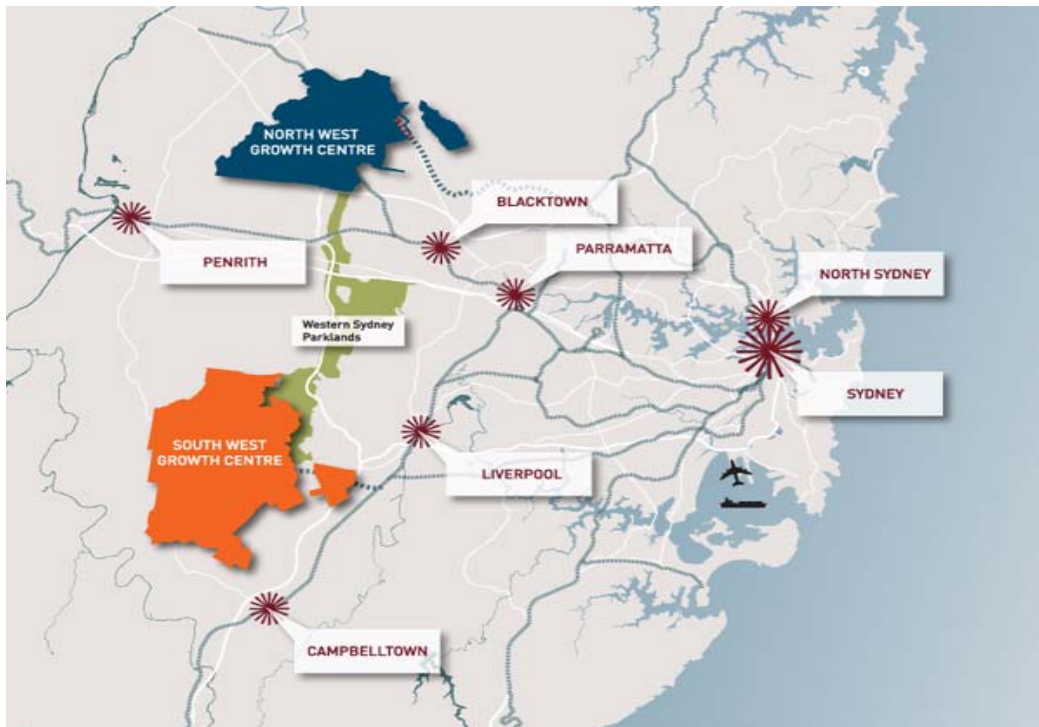 NORTH WEST
GROWTH CENTRE
BLACKTOWN
PARRAMATTA
PENRITH
NORTH SYDNEY
Western Sydney
Parklands
SYDNEY
SOUTH WEST
GROWTH CENTRE
LIVERPOOL
CAMPBELLTOWN